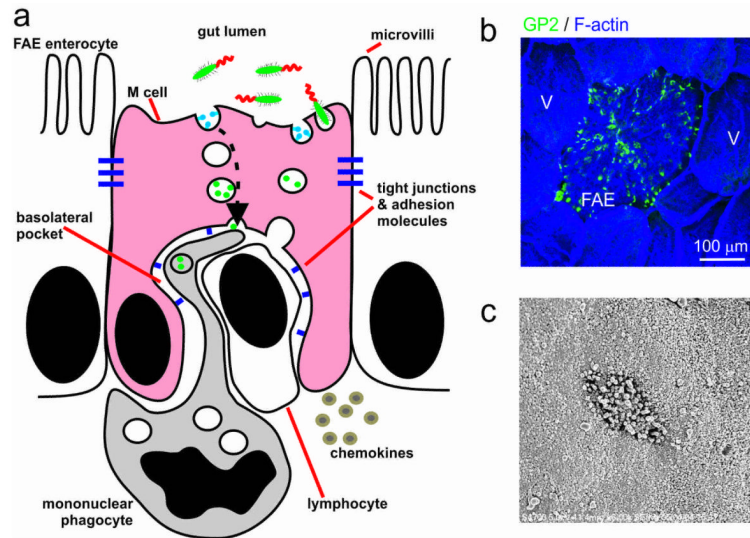 a
gut lumen
FAE enterocyte
microvilli
M cell
tight junctions
& adhesion
molecules
basolateral
pocket
chemokines
mononuclear
phagocyte
lymphocyte
b
GP2 / F-actin
V
V
FAE
100 μm
c